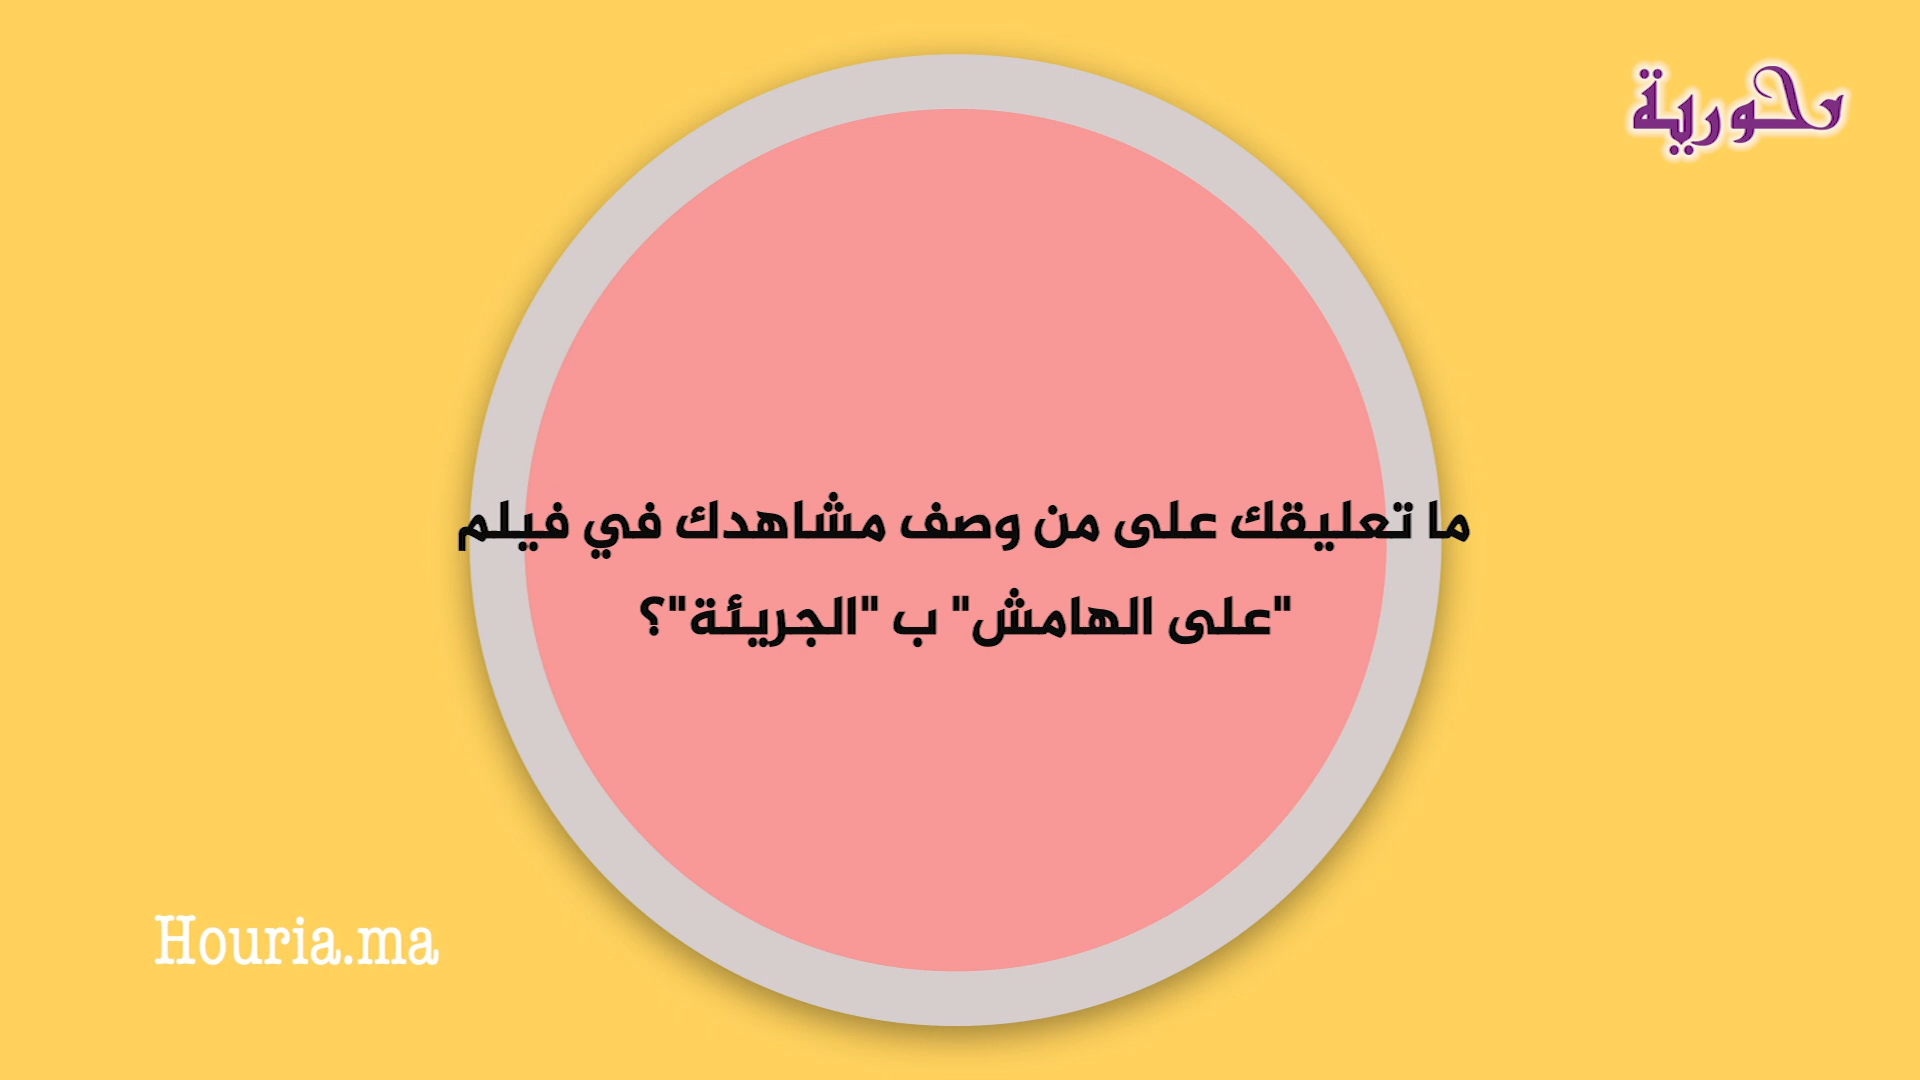 حورية
ما تعليقك على من وصف مشاهدك في فيلم
"على الهامش" ب "الجريئة"؟
Houria.ma